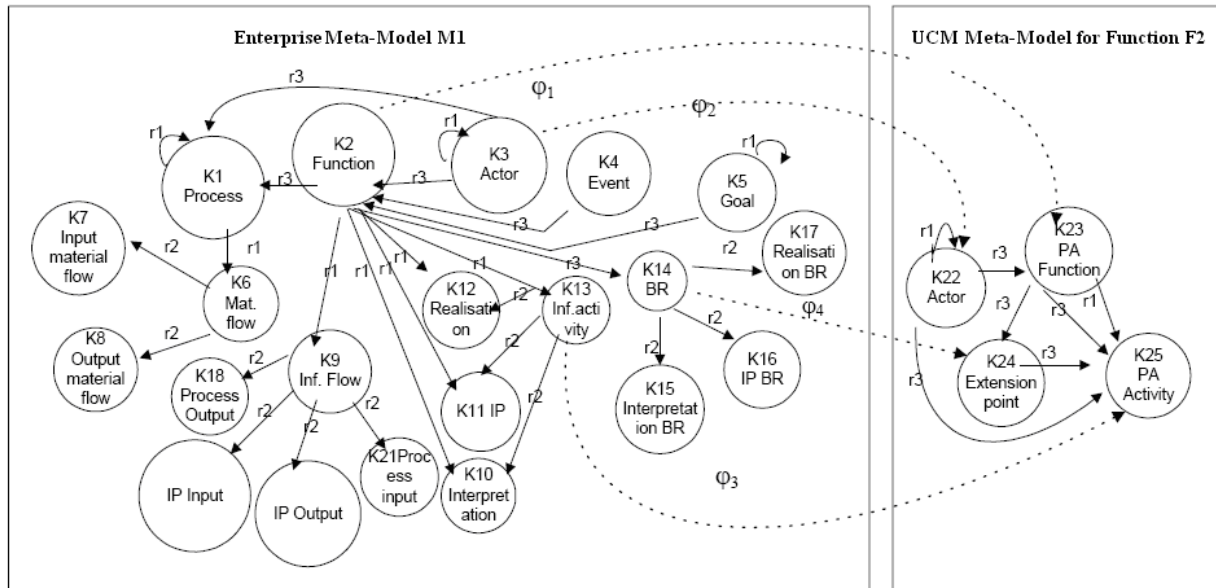 Enterprise Meta-Model M1
UCM Meta-Model for Function F2
r3
φ1
φ2
r1
K1
Process
K2
Function
r3
r1
K3
Actor
r3
K4
Event
r3
r1
K5
Goal
r3
K7
Input
material
flow
r2
r1
K6
Mat.
flow
r2
K8
Output
material
flow
r1
r1
r1
r1
r1
r1
r3
K12
Realisati
on
r2
K13
Inf.activity
ivity
K14
BR
r2
K17
Realisati
on BR
φ4
r2
K18
Process
Output
K9
Inf. Flow
r2
r2
r2
r2
K11 IP
r2
r2
K15
Interpretat
ion BR
r2
K16
IP BR
IP Input
IP Output
K21Proc
ess
input
K10
Interpret
ation
φ3
r1
K22
Actor
r3
K23
PA
Function
r3
r3
r1
K24
Extension
point
r3
K25
PA
Activity
r3